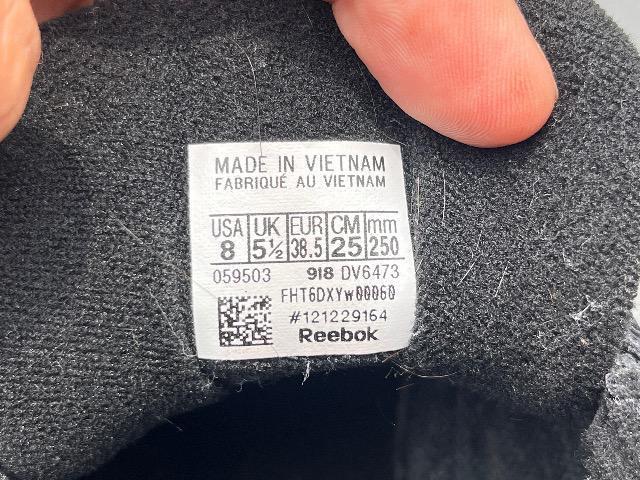 MADE IN VIETNAM
FABRIQUÉ AU VIETNAM
USA UK EUR CM mm
8 5½ 38.5 25 250
059503 918 DV6473
FHT6DXYW00060
#121229164
Reebok